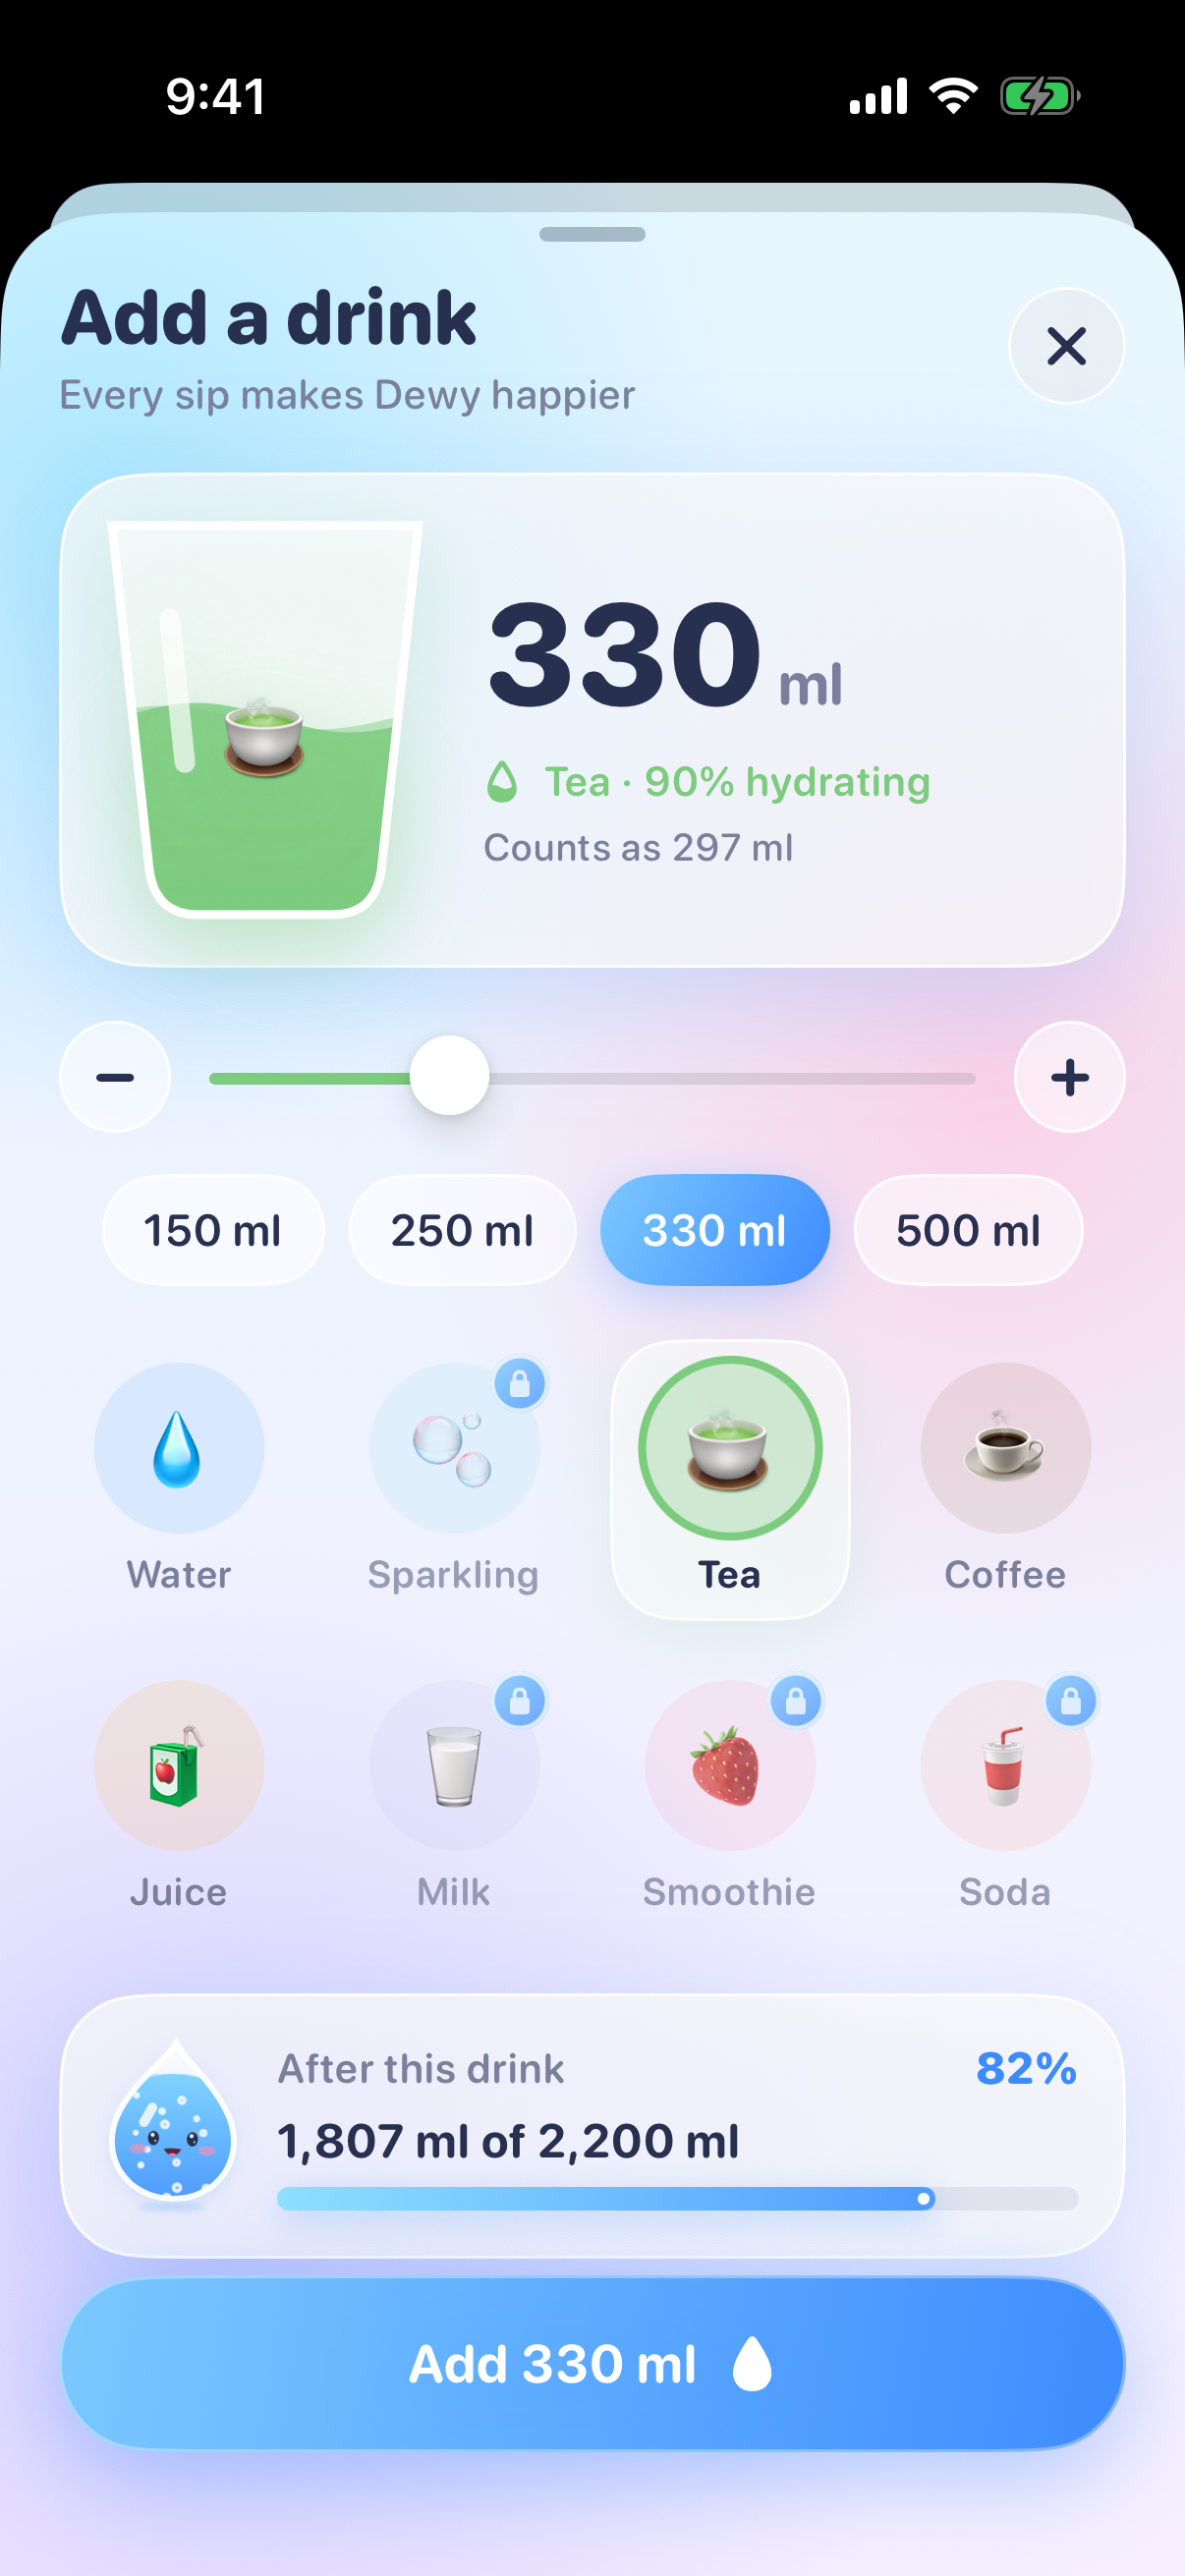 9:41
Add a drink
Every sip makes Dewy happier
330 ml
Tea · 90% hydrating
Counts as 297 ml
150 ml 250 ml 330 ml 500 ml
Water Sparkling Tea Coffee
Juice Milk Smoothie Soda
After this drink 82%
1,807 ml of 2,200 ml
Add 330 ml